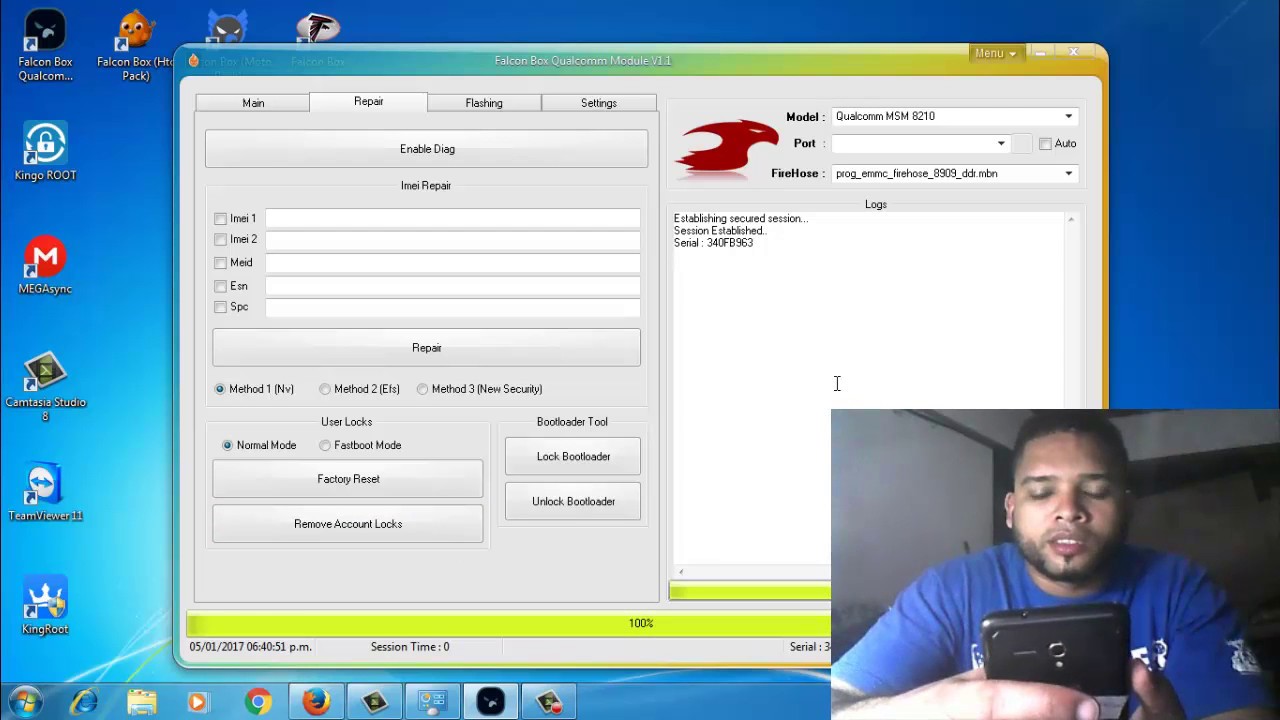 Falcon Box
Qualcom...
Falcon Box (Htc
Pack)
Falcon Box
Kingo ROOT
MEGAsync
Camtasia Studio
8
TeamViewer 11
KingRoot
Falcon Box Qualcomm Module V1.1
Menu
Main
Repair
Flashing
Settings
Enable Diag
Imei Repair
Imei 1
Imei 2
Meid
Esn
Spc
Repair
Method 1 (Nv)
Method 2 (Efs)
Method 3 (New Security)
User Locks
Normal Mode
Fastboot Mode
Factory Reset
Remove Account Locks
Bootloader Tool
Lock Bootloader
Unlock Bootloader
Model :
Qualcomm MSM 8210
Port :
Auto
FireHose :
prog_emmc_firehose_8909_ddr.mbn
Logs
Establishing secured session...
Session Established..
Serial : 340FB963
100%
05/01/2017 06:40:51 p.m.
Session Time : 0
Serial : 3